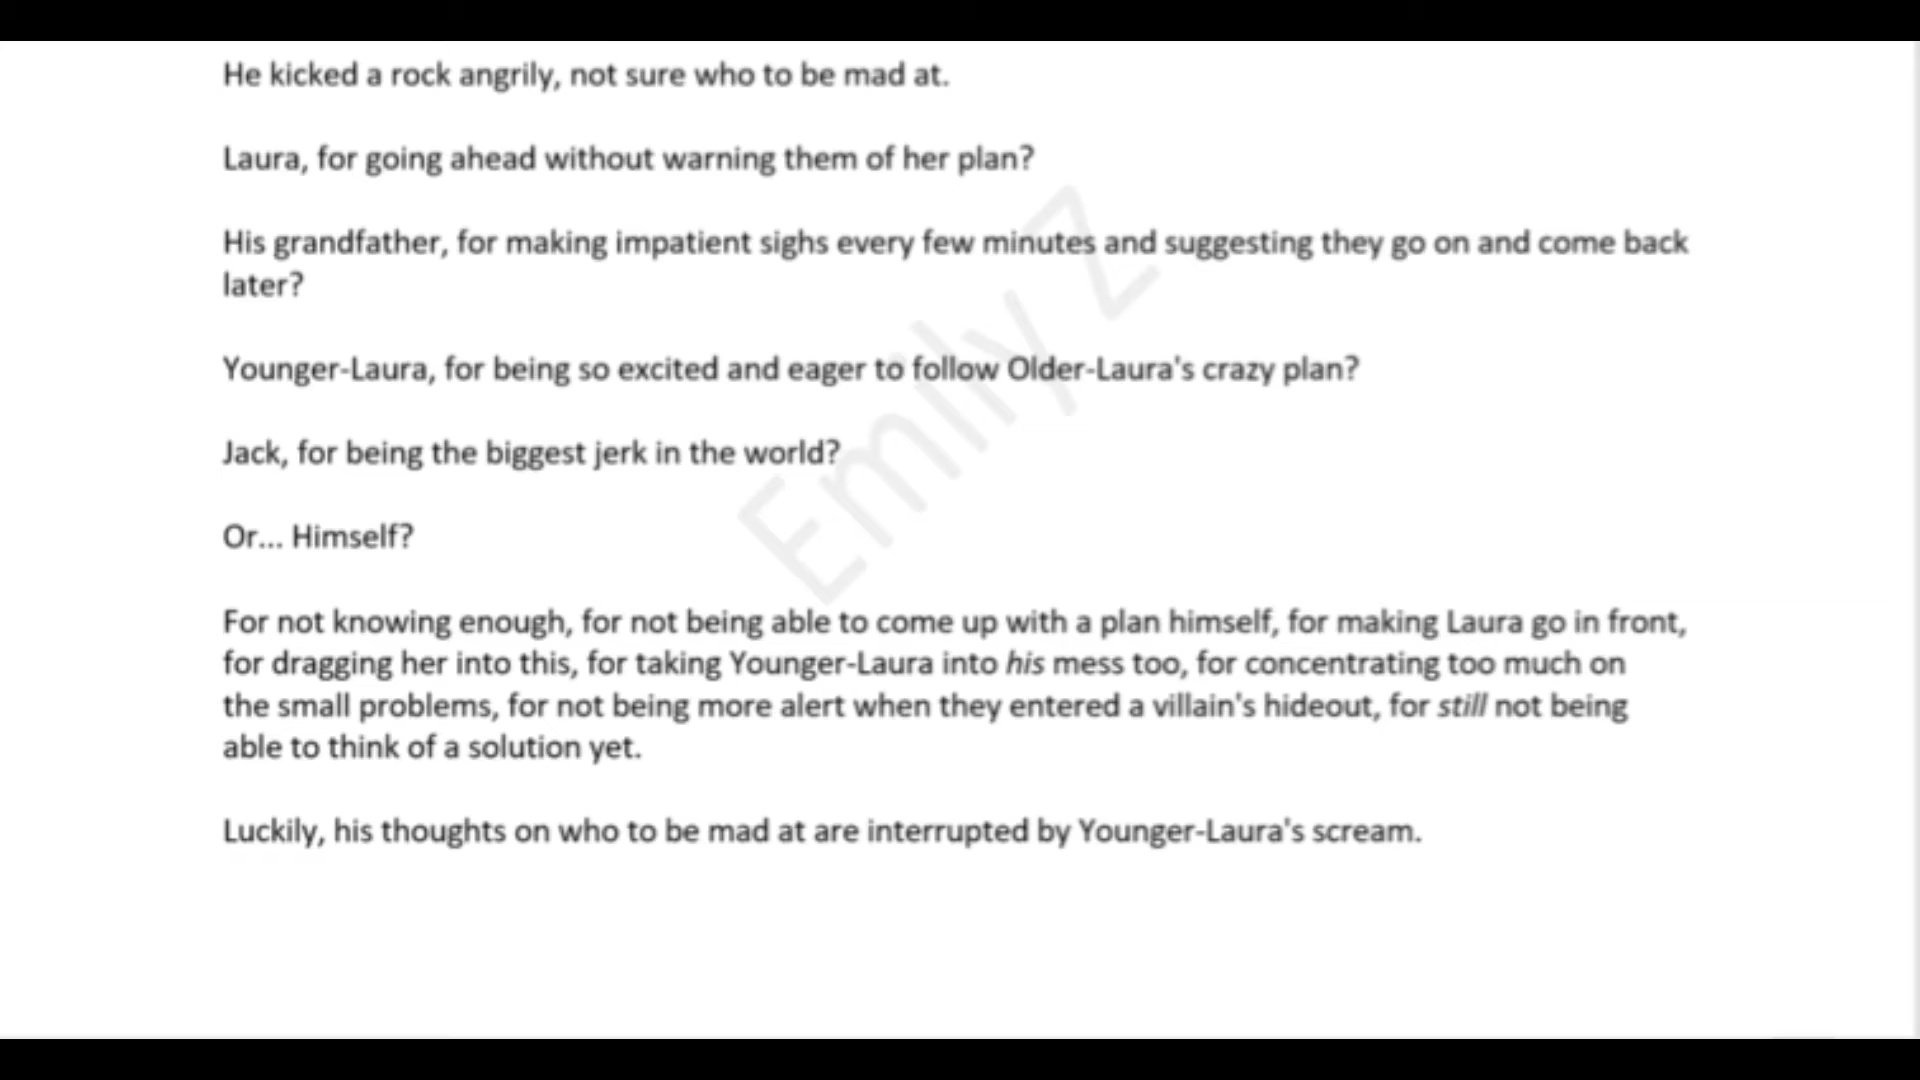 He kicked a rock angrily, not sure who to be mad at.
Laura, for going ahead without warning them of her plan?
His grandfather, for making impatient sighs every few minutes and suggesting they go on and come back
later?
Younger-Laura, for being so excited and eager to follow Older-Laura's crazy plan?
Jack, for being the biggest jerk in the world?
Or... Himself?
For not knowing enough, for not being able to come up with a plan himself, for making Laura go in front,
for dragging her into this, for taking Younger-Laura into his mess too, for concentrating too much on
the small problems, for not being more alert when they entered a villain's hideout, for still not being
able to think of a solution yet.
Luckily, his thoughts on who to be mad at are interrupted by Younger-Laura's scream.
Emily Z